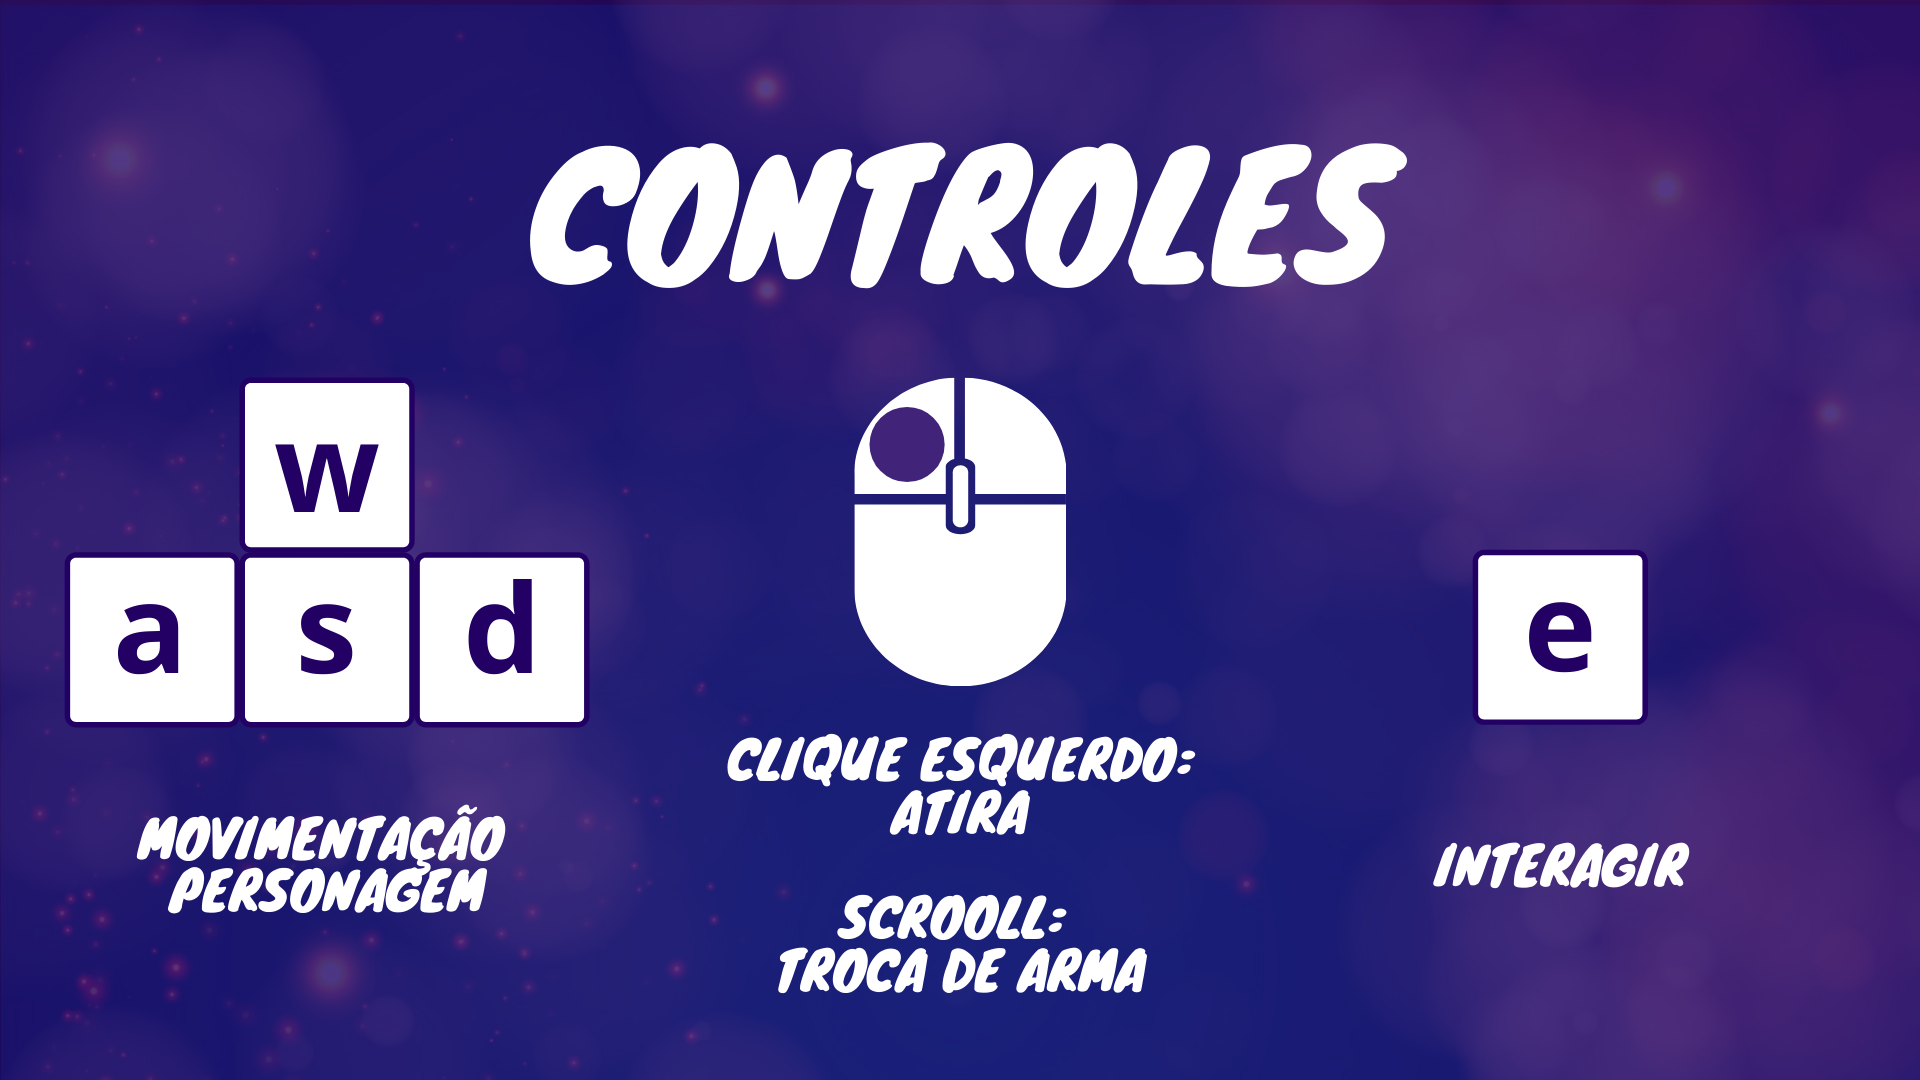 CONTROLES
w
a s d
MOVIMENTAÇÃO
PERSONAGEM
CLIQUE ESQUERDO:
ATIRA
SCROOLL:
TROCA DE ARMA
e
INTERAGIR